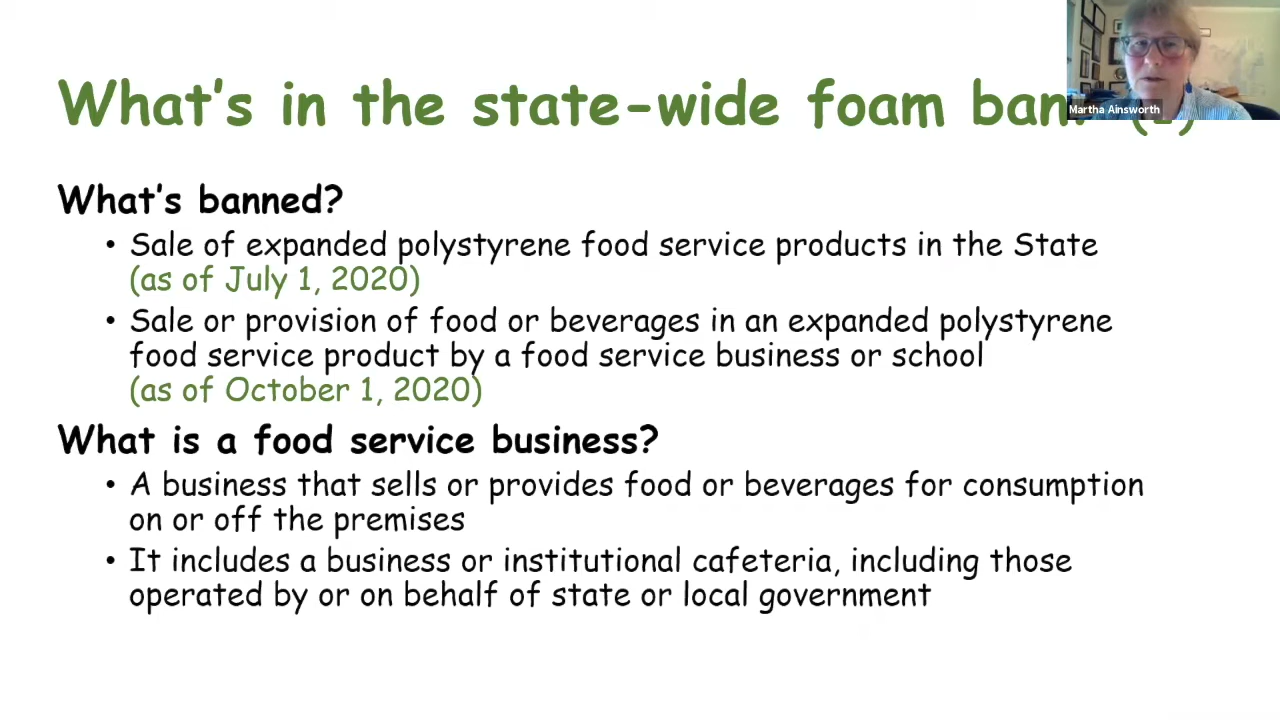 What's in the state-wide foam ban
Martha Ainsworth
What's banned?
• Sale of expanded polystyrene food service products in the State
(as of July 1, 2020)
• Sale or provision of food or beverages in an expanded polystyrene
food service product by a food service business or school
(as of October 1, 2020)
What is a food service business?
• A business that sells or provides food or beverages for consumption
on or off the premises
• It includes a business or institutional cafeteria, including those
operated by or on behalf of state or local government